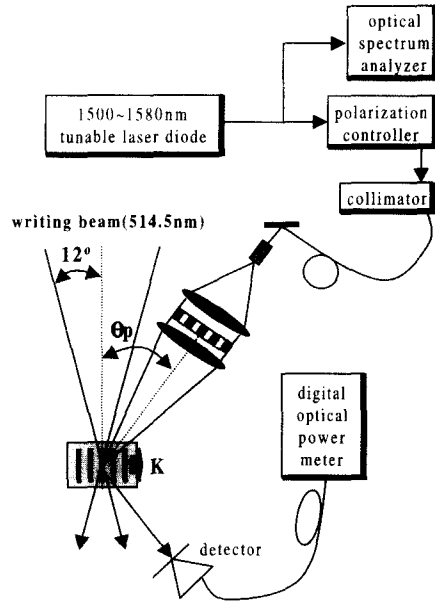 optical
spectrum
analyzer
1500~1580nm
tunable laser diode
polarization
controller
collimator
writing beam(514.5nm)
12°
θp
digital
optical
power
meter
K
detector